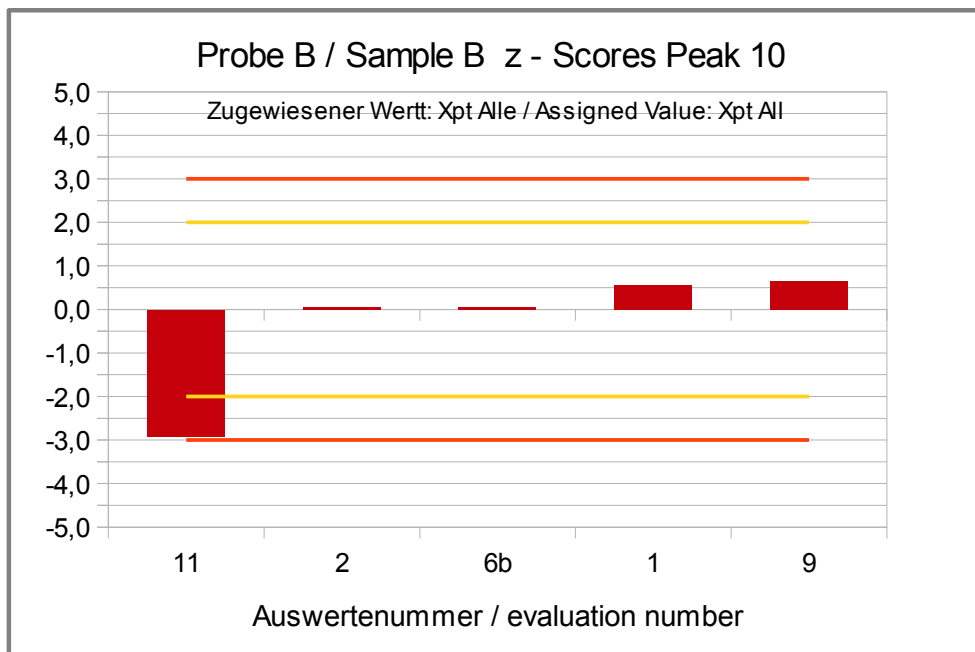 Probe B / Sample B  z - Scores Peak 10
Zugewiesener Wertt: Xpt Alle / Assigned Value: Xpt All
5,0
4,0
3,0
2,0
1,0
0,0
-1,0
-2,0
-3,0
-4,0
-5,0
11 2 6b 1 9
Auswertenummer / evaluation number